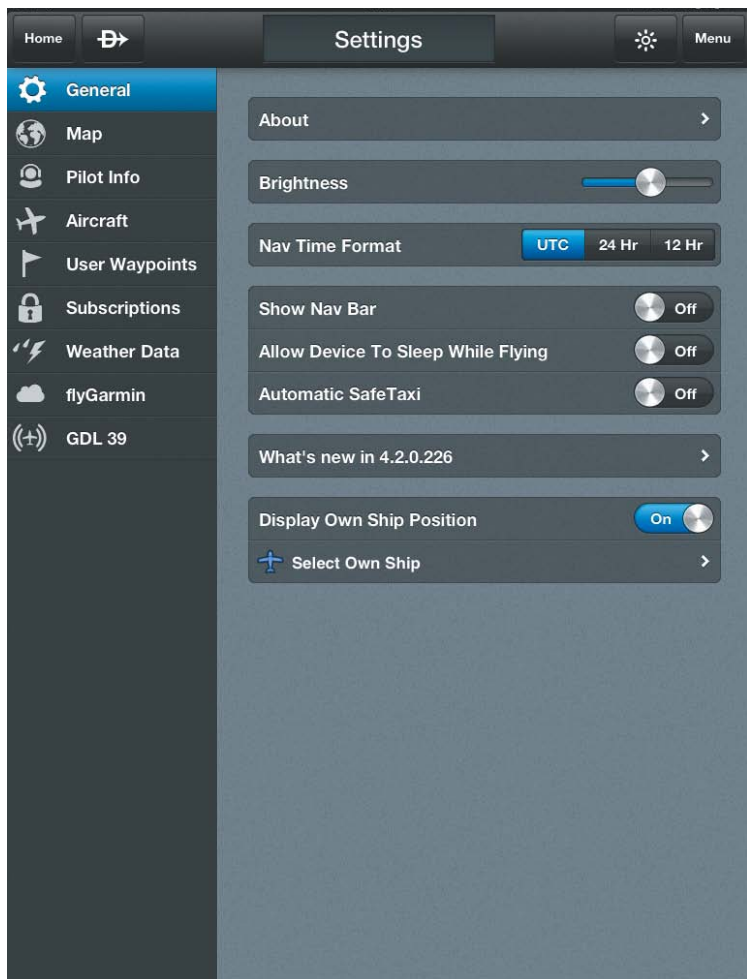 Home
Settings
Menu
General
Map
Pilot Info
Aircraft
User Waypoints
Subscriptions
Weather Data
flyGarmin
GDL 39
About
Brightness
Nav Time Format UTC 24 Hr 12 Hr
Show Nav Bar Off
Allow Device To Sleep While Flying Off
Automatic SafeTaxi Off
What's new in 4.2.0.226
Display Own Ship Position On
Select Own Ship